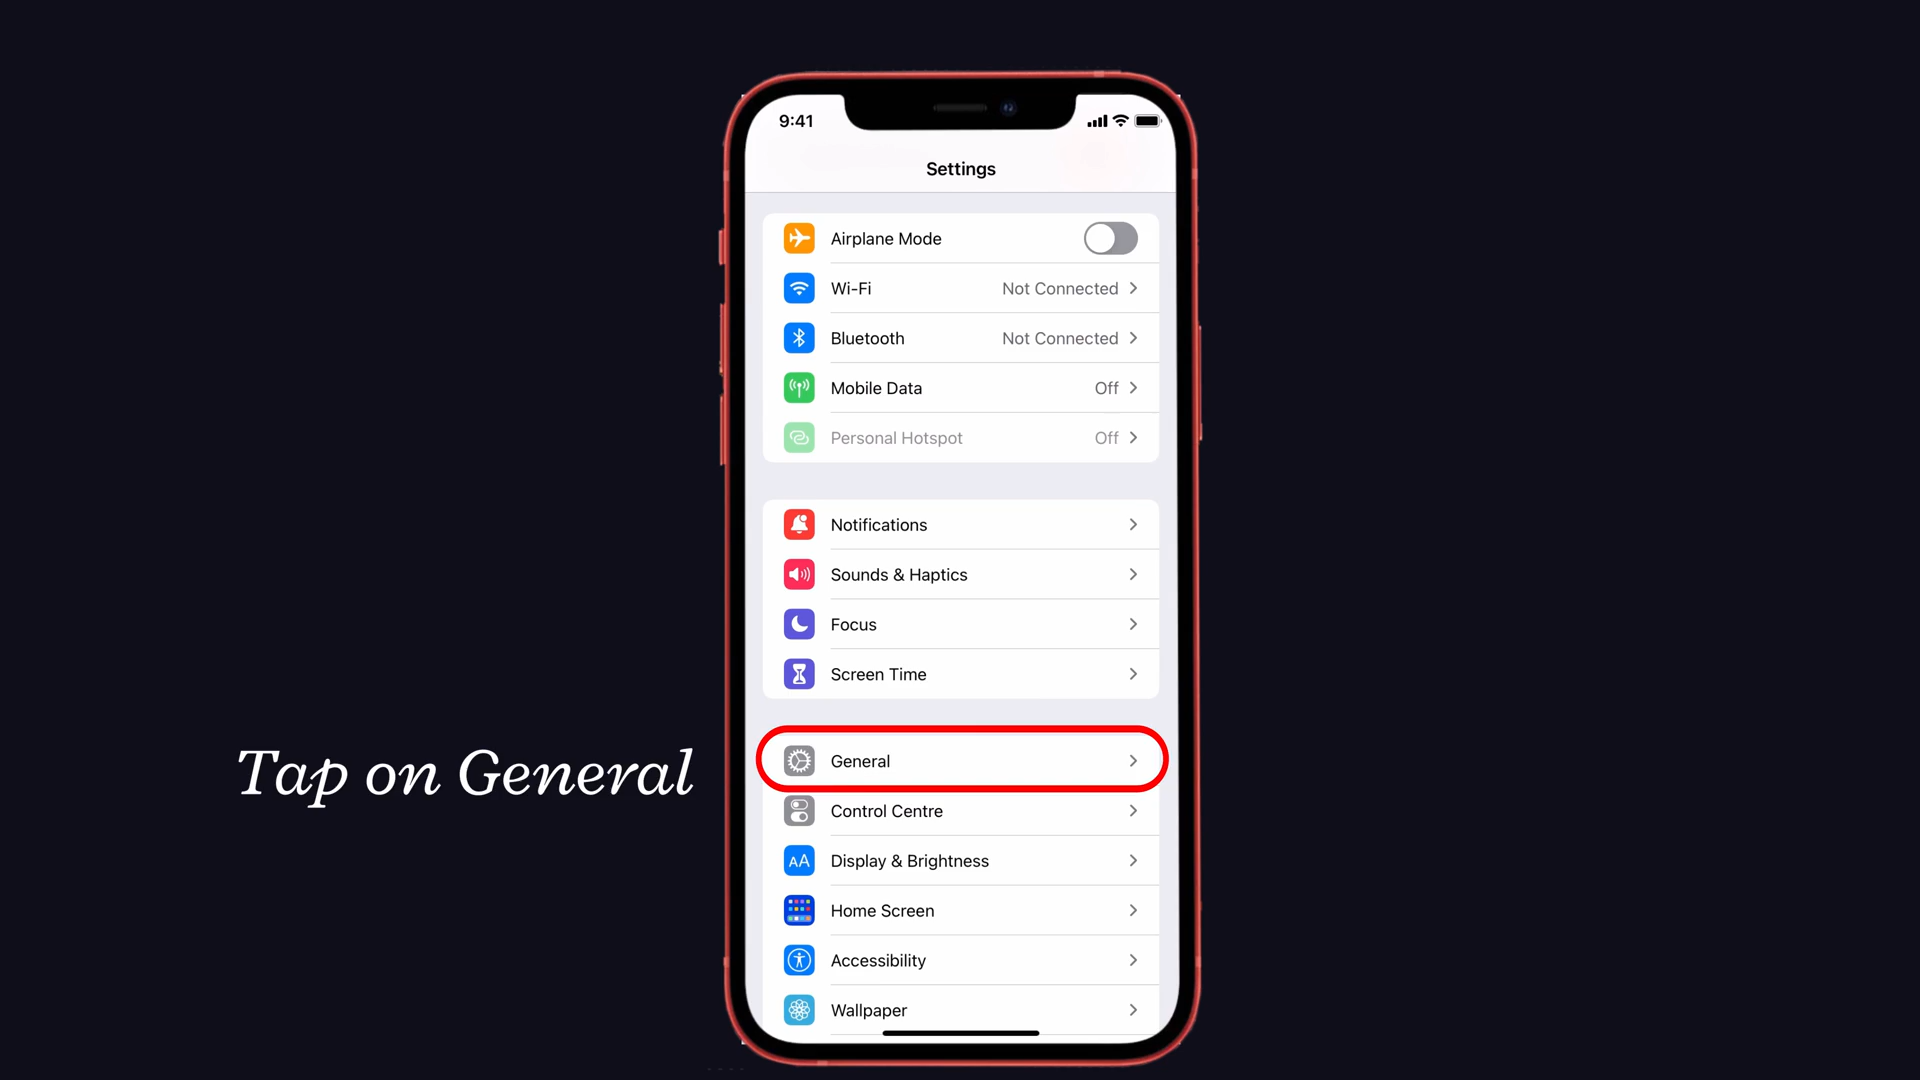 9:41
Settings
Airplane Mode
Wi-Fi Not Connected
Bluetooth Not Connected
Mobile Data Off
Personal Hotspot Off
Notifications
Sounds & Haptics
Focus
Screen Time
Tap on General
General
Control Centre
AA Display & Brightness
Home Screen
Accessibility
Wallpaper